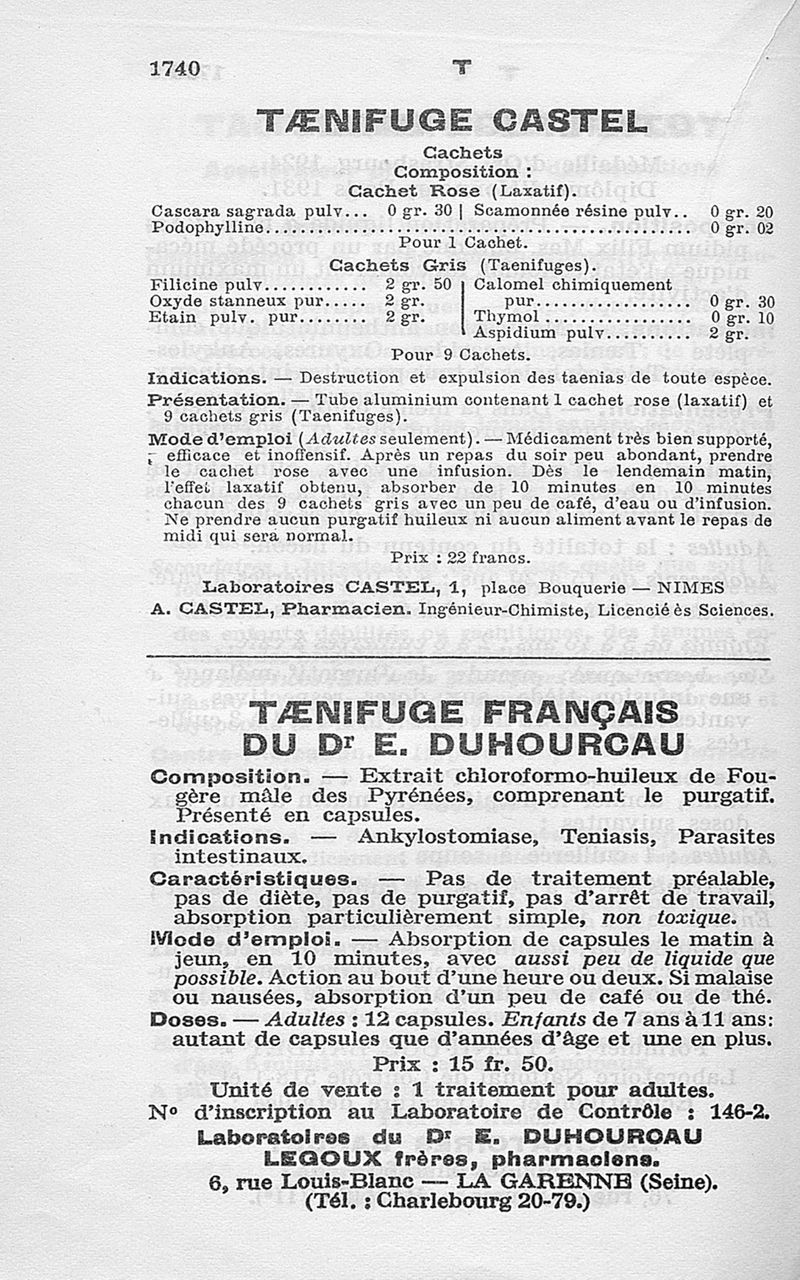 1740 T
TÆNIFUGE CASTEL
Cachets
Composition :
Cachet Rose (Laxatif).
Cascara sagrada pulv... 0 gr. 30 | Scamonnée résine pulv.. 0 gr. 20
Podophylline.................................................. 0 gr. 02
Pour 1 Cachet.
Cachets Gris (Taenifuges).
Filicine pulv............ 2 gr. 50 | Calomel chimiquement
Oxyde stanneux pur..... 2 gr. | pur.................. 0 gr. 30
Etain pulv. pur......... 2 gr. | Thymol ................. 0 gr. 10
Aspidium pulv.......... 2 gr.
Pour 9 Cachets.
Indications. — Destruction et expulsion des taenias de toute espèce.
Présentation. — Tube aluminium contenant 1 cachet rose (laxatif) et
9 cachets gris (Taenifuges).
Mode d'emploi (Adultes seulement). — Médicament très bien supporté,
efficace et inoffensif. Après un repas du soir peu abondant, prendre
le cachet rose avec une infusion. Dès le lendemain matin,
l'effet laxatif obtenu, absorber de 10 minutes en 10 minutes
chacun des 9 cachets gris avec un peu de café, d'eau ou d'infusion.
Ne prendre aucun purgatif huileux ni aucun aliment avant le repas de
midi qui sera normal.
Prix : 22 francs.
Laboratoires CASTEL, 1, place Bouquerie — NIMES
A. CASTEL, Pharmacien. Ingénieur-Chimiste, Licencié ès Sciences.
TÆNIFUGE FRANÇAIS
DU Dr E. DUHOURCAU
Composition. — Extrait chloroformo-huileux de Fou-
gère mâle des Pyrénées, comprenant le purgatif.
Présenté en capsules.
Indications. — Ankylostomiase, Teniasis, Parasites
intestinaux.
Caractéristiques. — Pas de traitement préalable,
pas de diète, pas de purgatif, pas d'arrêt de travail,
absorption particulièrement simple, non toxique.
Mode d'emploi. — Absorption de capsules le matin à
jeun, en 10 minutes, avec aussi peu de liquide que
possible. Action au bout d'une heure ou deux. Si malaise
ou nausées, absorption d'un peu de café ou de thé.
Doses. — Adultes : 12 capsules. Enfants de 7 ans à 11 ans:
autant de capsules que d'années d'âge et une en plus.
Prix : 15 fr. 50.
Unité de vente : 1 traitement pour adultes.
No d'inscription au Laboratoire de Contrôle : 146-2.
Laboratoires du Dr E. DUHOURCAU
LEGOUX frères, pharmaciens.
6, rue Louis-Blanc — LA GARENNE (Seine).
(Tél. : Charlebourg 20-79.)